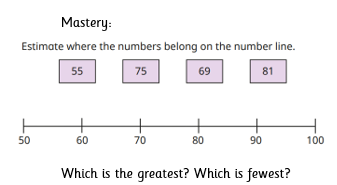 Mastery:
Estimate where the numbers belong on the number line.
55 75 69 81
50 60 70 80 90 100
Which is the greatest? Which is fewest?